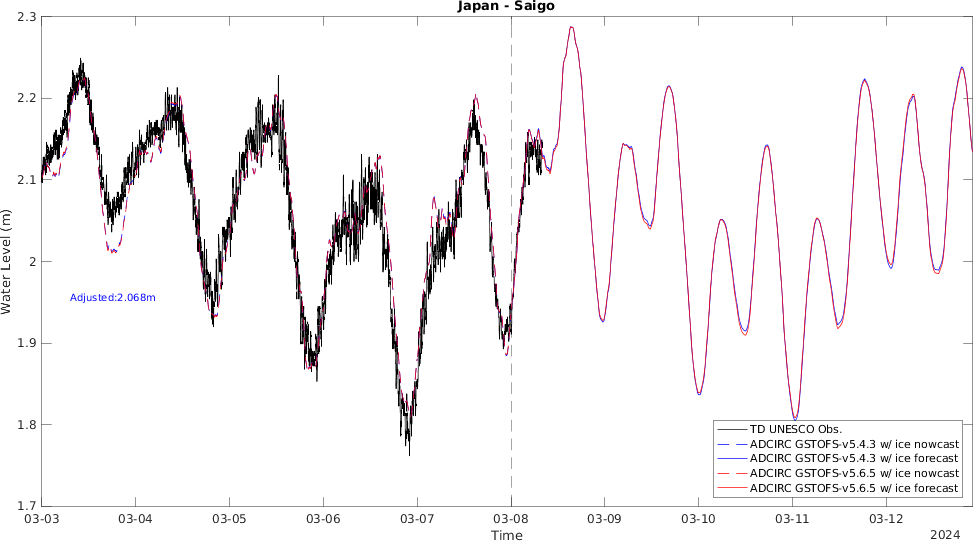 Japan - Saigo
2.3
2.2
2.1
2
1.9
1.8
1.7
Water Level (m)
Adjusted:2.068m
TD UNESCO Obs.
ADCIRC GSTOFS-v5.4.3 w/ ice nowcast
ADCIRC GSTOFS-v5.4.3 w/ ice forecast
ADCIRC GSTOFS-v5.6.5 w/ ice nowcast
ADCIRC GSTOFS-v5.6.5 w/ ice forecast
03-03 03-04 03-05 03-06 03-07 03-08 03-09 03-10 03-11 03-12
Time
2024